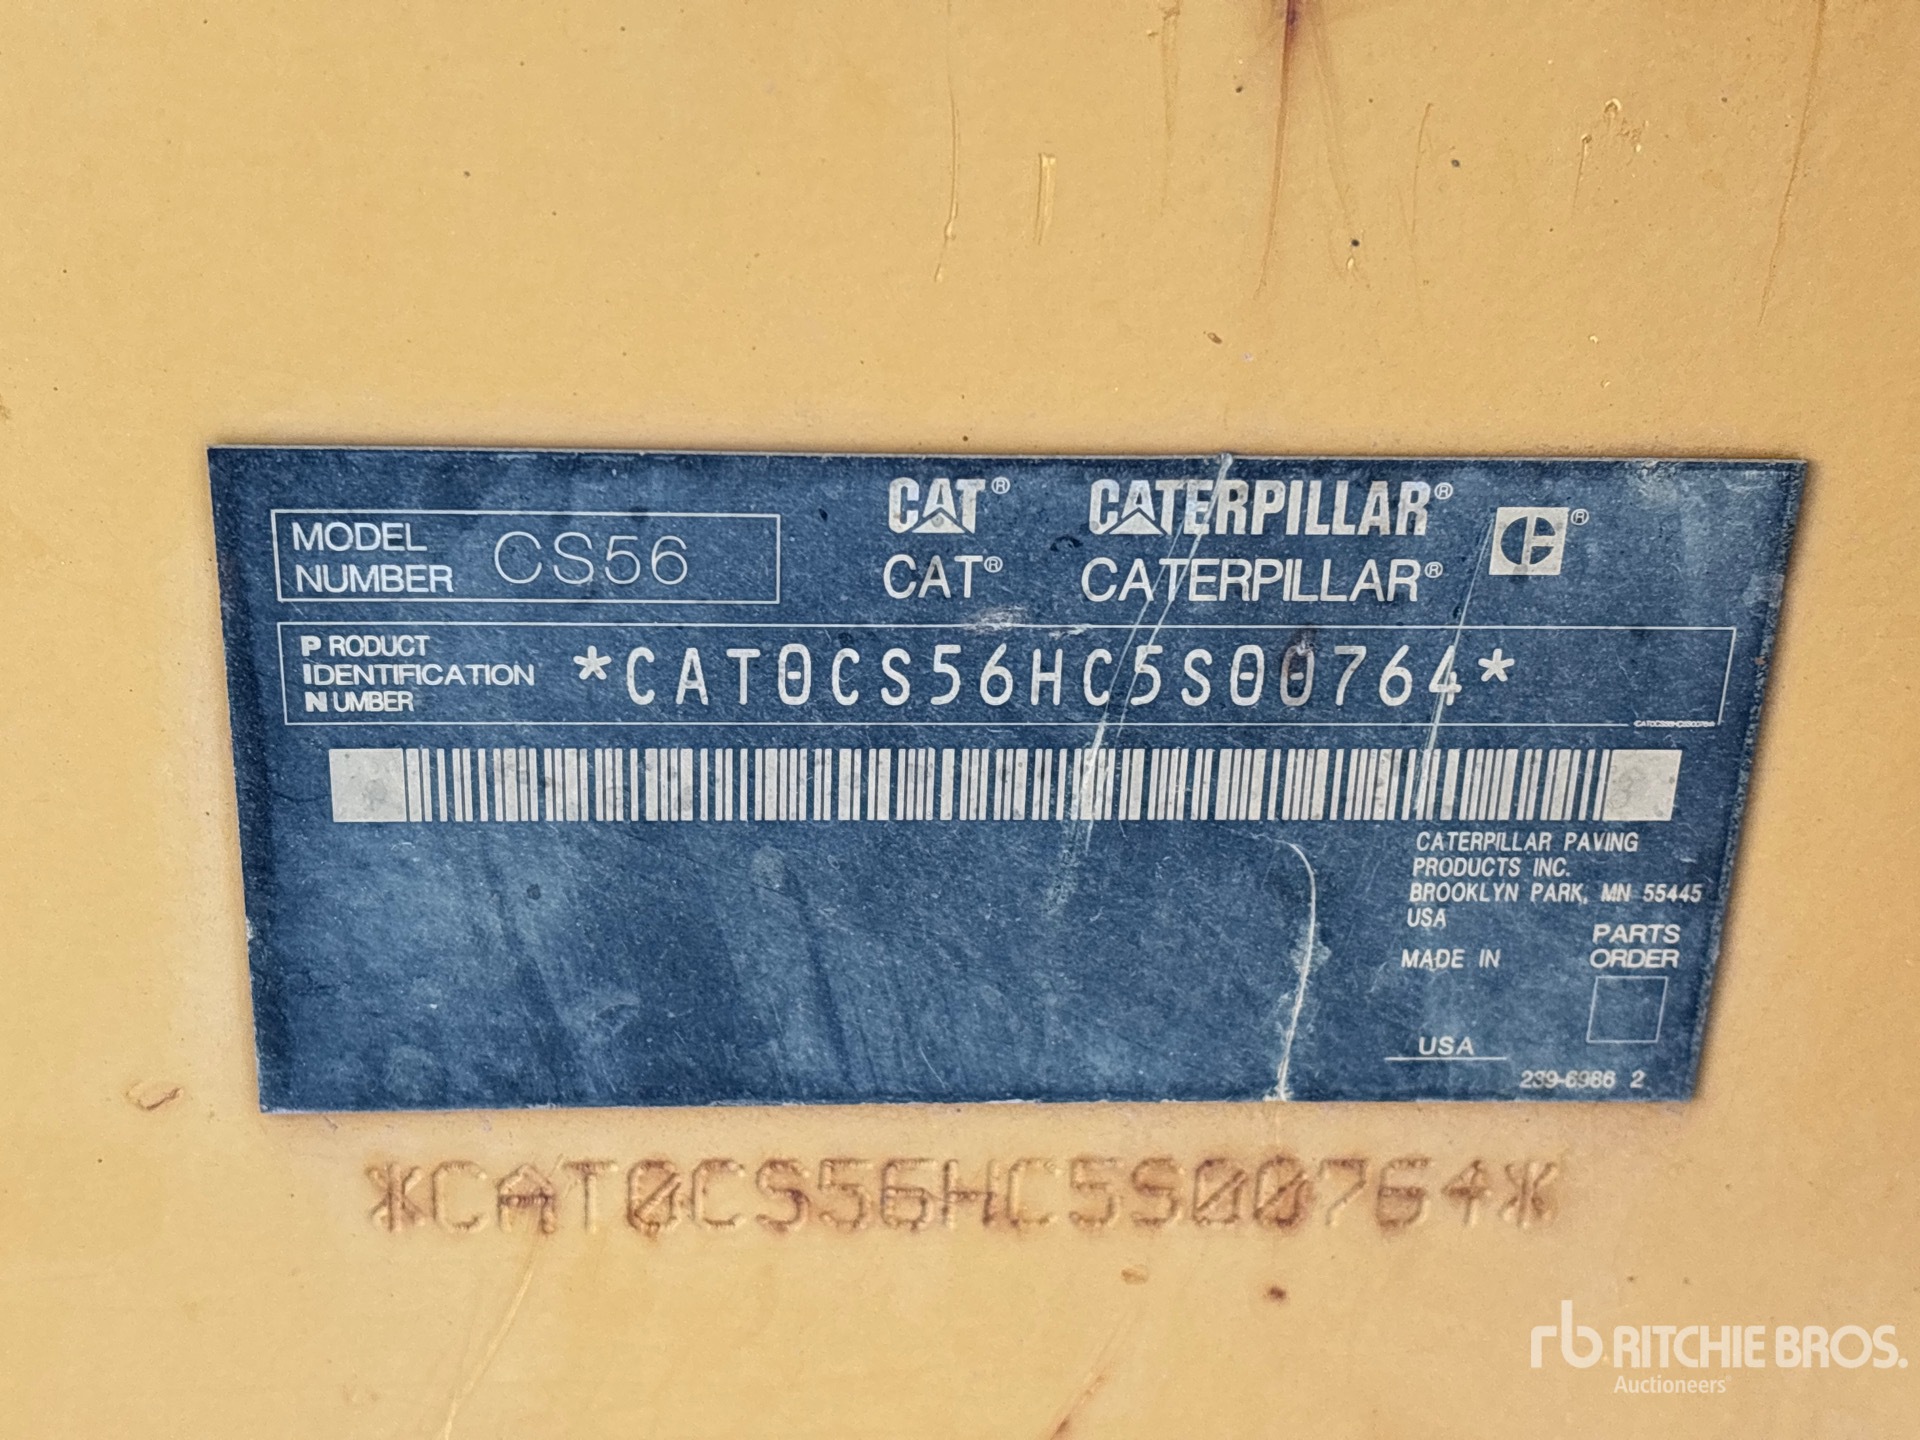 MODEL NUMBER CS56
CAT® CATERPILLAR®
CAT® CATERPILLAR®
PRODUCT
IDENTIFICATION
NUMBER
*CAT0CS56HC5S00764*
CATERPILLAR PAVING
PRODUCTS INC.
BROOKLYN PARK, MN 55445
USA
MADE IN
USA
PARTS
ORDER
239-6986 2
*CAT0CS56HC5S00764*
rb RITCHIE BROS.
Auctioneers